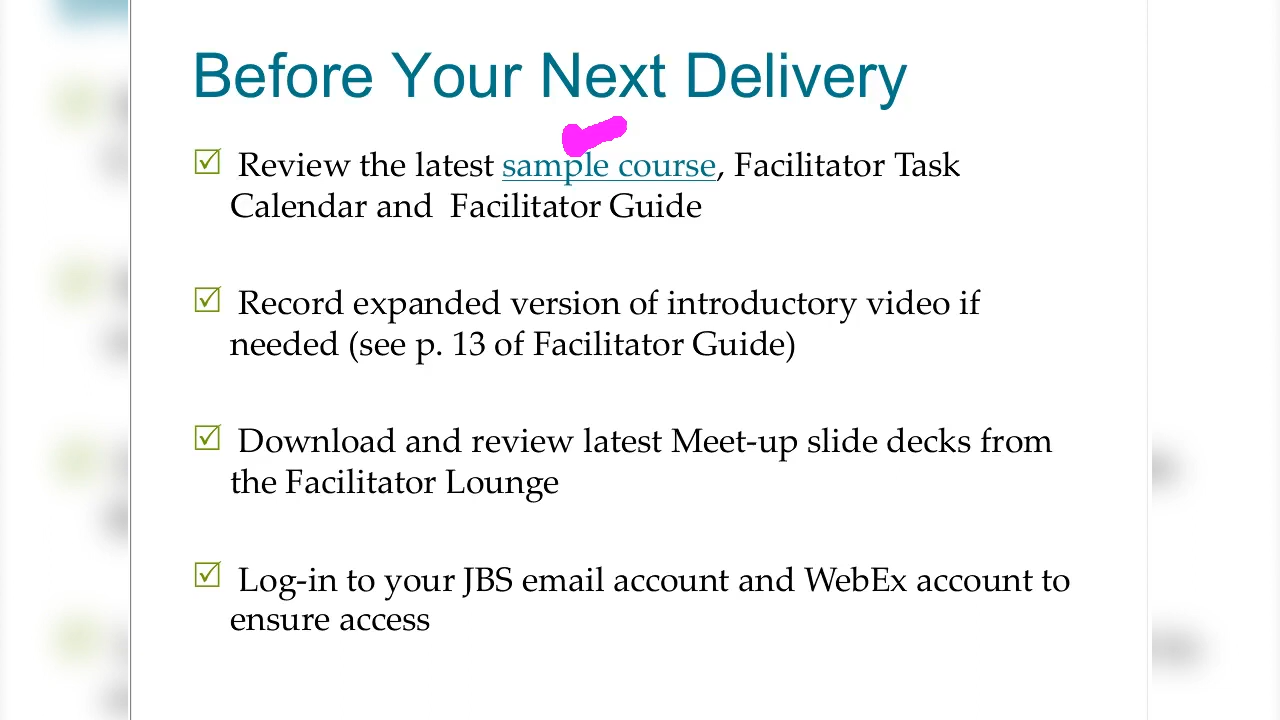 Before Your Next Delivery
Review the latest sample course, Facilitator Task
Calendar and Facilitator Guide
Record expanded version of introductory video if
needed (see p. 13 of Facilitator Guide)
Download and review latest Meet-up slide decks from
the Facilitator Lounge
Log-in to your JBS email account and WebEx account to
ensure access